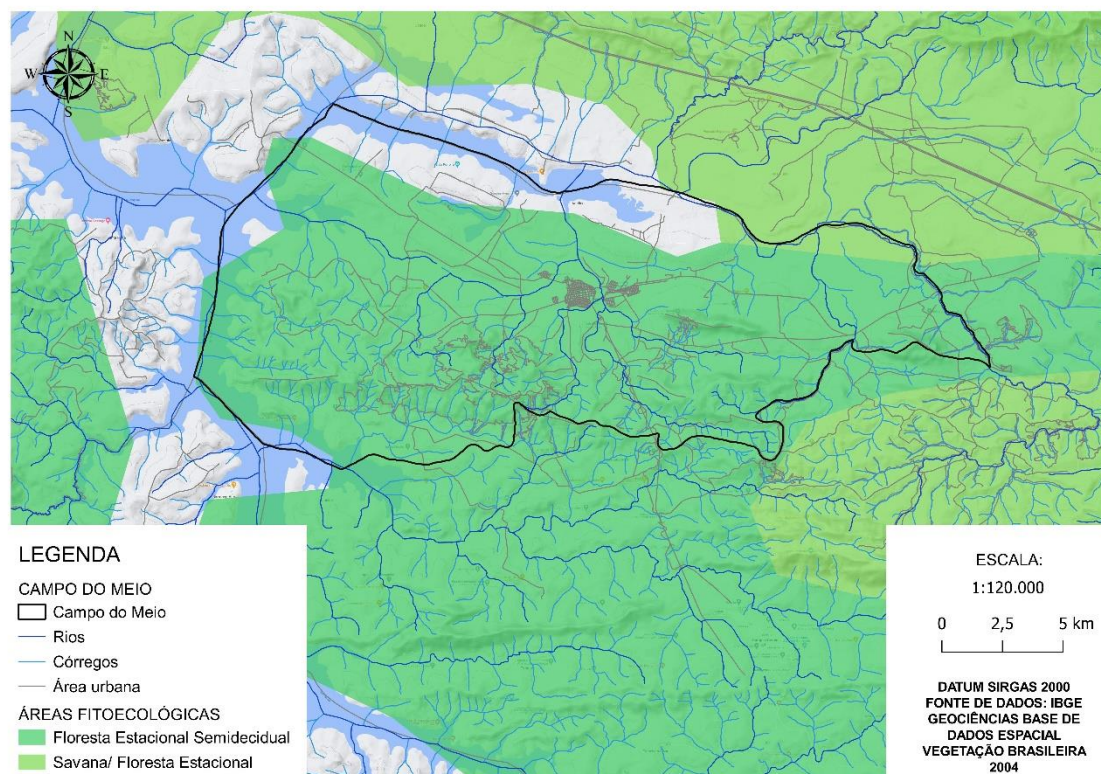 N
W
E
S
LEGENDA
CAMPO DO MEIO
Campo do Meio
Rios
Córregos
Área urbana
ÁREAS FITOECOLÓGICAS
Floresta Estacional Semidecidual
Savana/ Floresta Estacional
ESCALA:
1:120.000
0 2,5 5 km
DATUM SIRGAS 2000
FONTE DE DADOS: IBGE
GEOCIÊNCIAS BASE DE
DADOS ESPACIAL
VEGETAÇÃO BRASILEIRA
2004